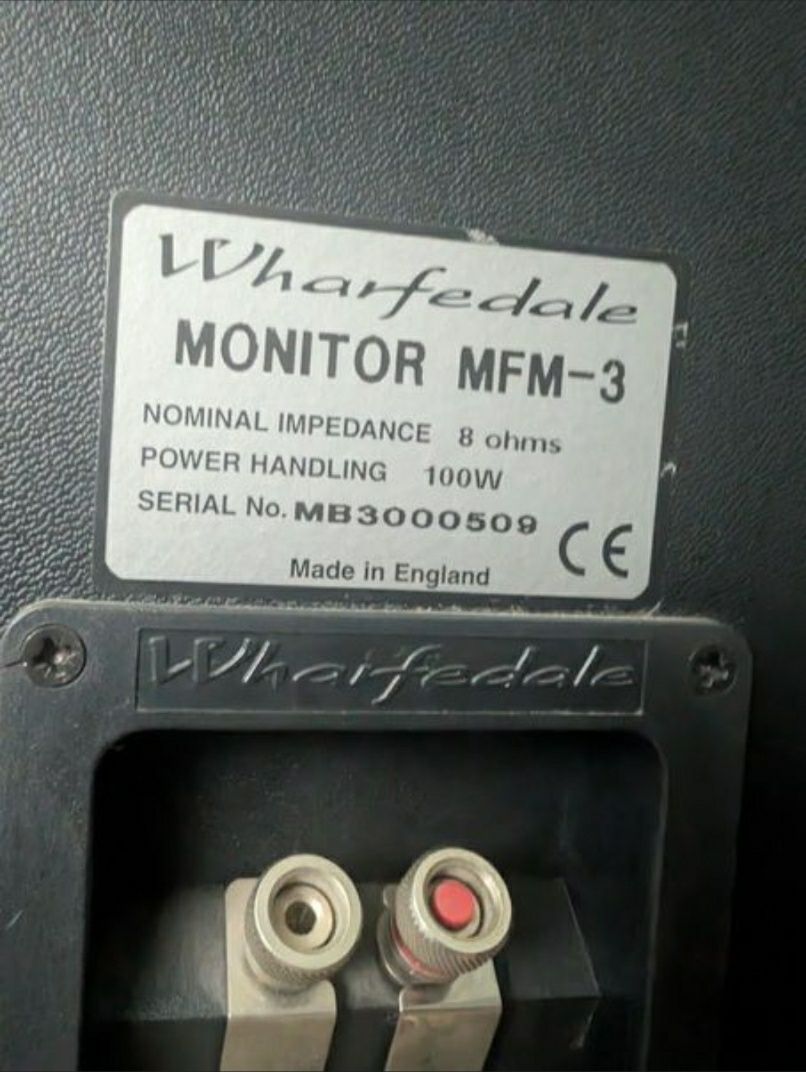 Wharfedale
MONITOR MFM-3
NOMINAL IMPEDANCE 8 ohms
POWER HANDLING 100W
SERIAL No. MB3000509
CE
Made in England
Wharfedale